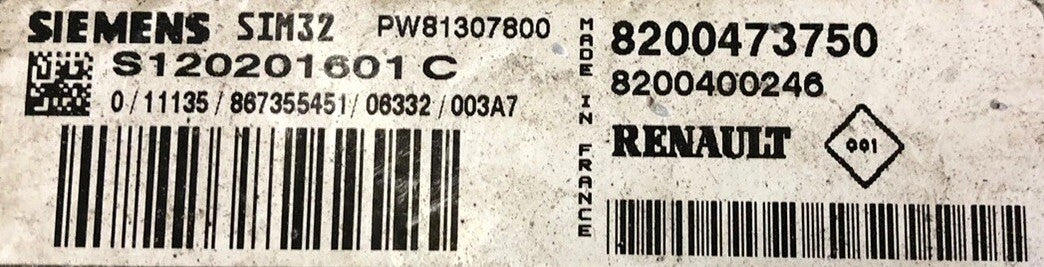 SIEMENS SIM32 PW81307800
S120201601 C
0 / 11135 / 867355451 / 06332 / 003A7
MADE IN FRANCE
8200473750
8200400246
RENAULT 001